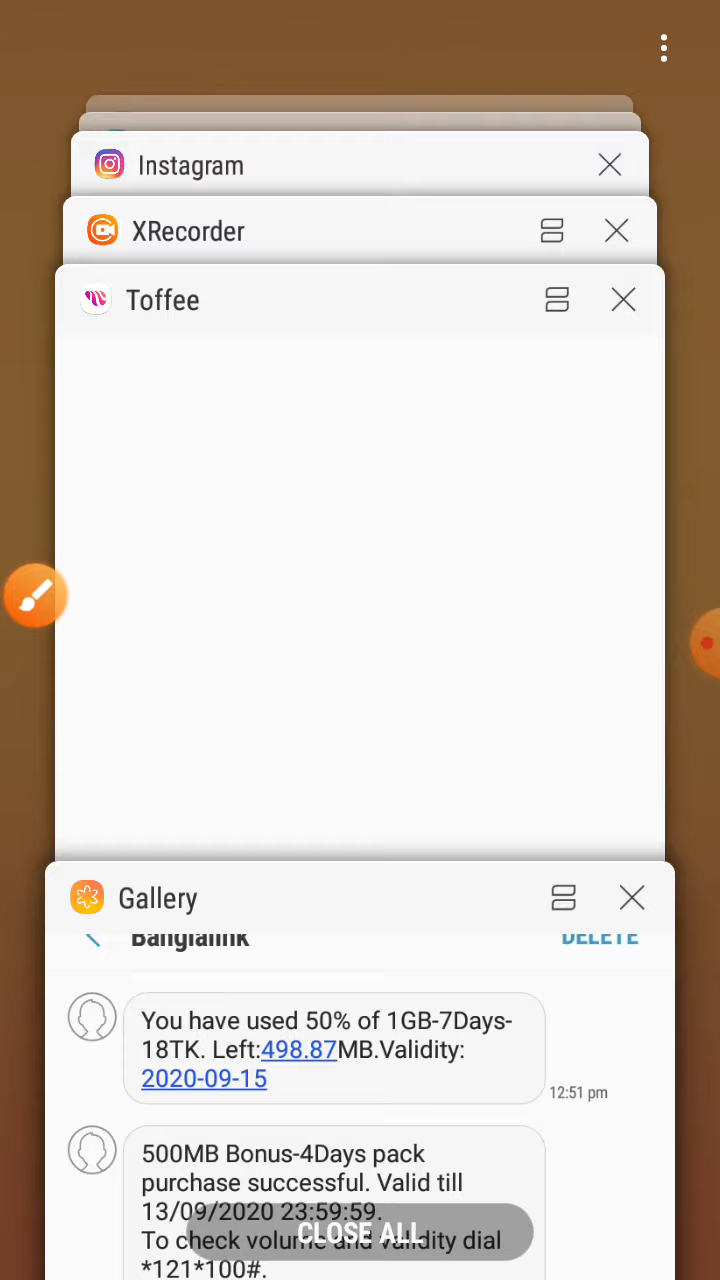 Instagram
XRecorder
Toffee
Gallery
Banglalink
DELETE
You have used 50% of 1GB-7Days-
18TK. Left:498.87MB.Validity:
2020-09-15
12:51 pm
500MB Bonus-4Days pack
purchase successful. Valid till
13/09/2020 23:59:59.
To check volume and validity dial
*121*100#.
CLOSE ALL